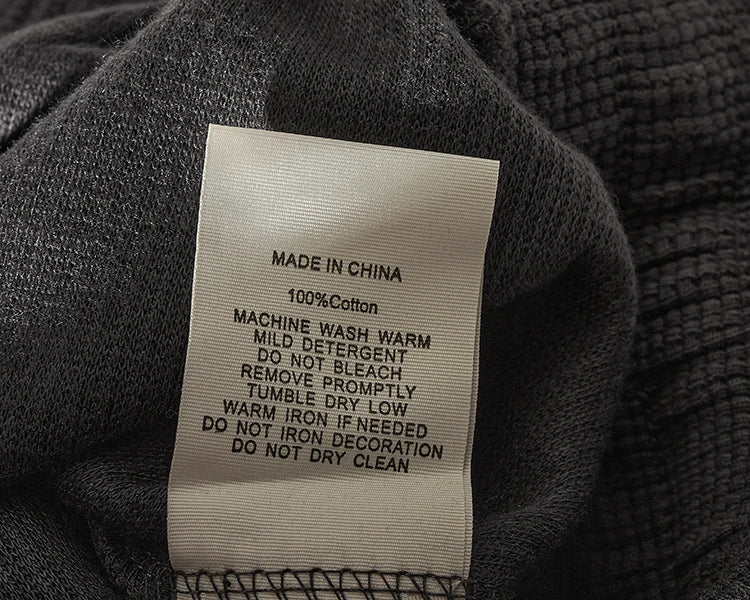 MADE IN CHINA
100%Cotton
MACHINE WASH WARM
MILD DETERGENT
DO NOT BLEACH
REMOVE PROMPTLY
TUMBLE DRY LOW
WARM IRON IF NEEDED
DO NOT IRON DECORATION
DO NOT DRY CLEAN